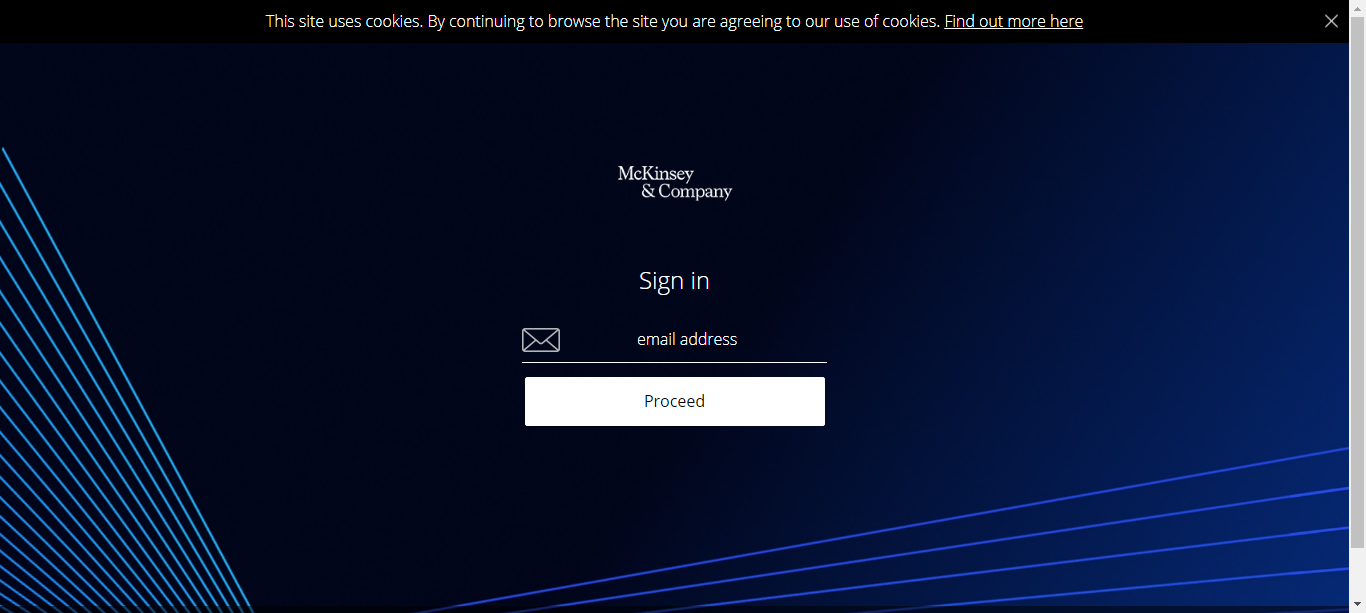 This site uses cookies. By continuing to browse the site you are agreeing to our use of cookies. Find out more here
McKinsey
& Company
Sign in
email address
Proceed